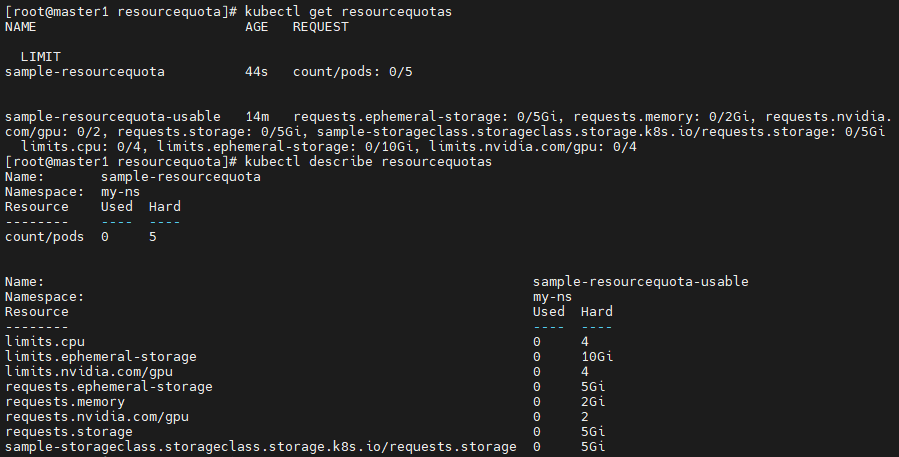 [root@master1 resourcequota]# kubectl get resourcequotas
NAME                          AGE   REQUEST
  LIMIT
sample-resourcequota          44s   count/pods: 0/5
sample-resourcequota-usable   14m   requests.ephemeral-storage: 0/5Gi, requests.memory: 0/2Gi, requests.nvidia.
com/gpu: 0/2, requests.storage: 0/5Gi, sample-storageclass.storageclass.storage.k8s.io/requests.storage: 0/5Gi
  limits.cpu: 0/4, limits.ephemeral-storage: 0/10Gi, limits.nvidia.com/gpu: 0/4
[root@master1 resourcequota]# kubectl describe resourcequotas
Name:       sample-resourcequota
Namespace:  my-ns
Resource    Used  Hard
--------    ----  ----
count/pods  0     5
Name:                                                             sample-resourcequota-usable
Namespace:                                                        my-ns
Resource                                                          Used  Hard
--------                                                          ----  ----
limits.cpu                                                        0     4
limits.ephemeral-storage                                          0     10Gi
limits.nvidia.com/gpu                                             0     4
requests.ephemeral-storage                                        0     5Gi
requests.memory                                                   0     2Gi
requests.nvidia.com/gpu                                           0     2
requests.storage                                                  0     5Gi
sample-storageclass.storageclass.storage.k8s.io/requests.storage  0     5Gi